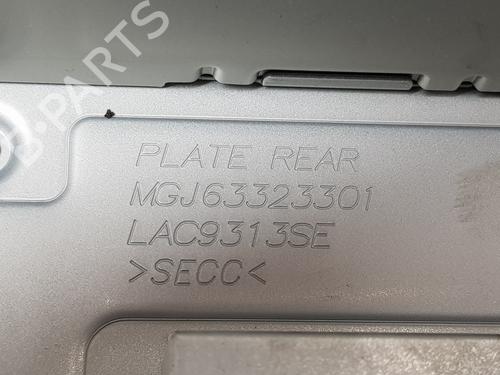 B-PARTS
PLATE REAR
MGJ63323301
LAC9313SE
>SECC<